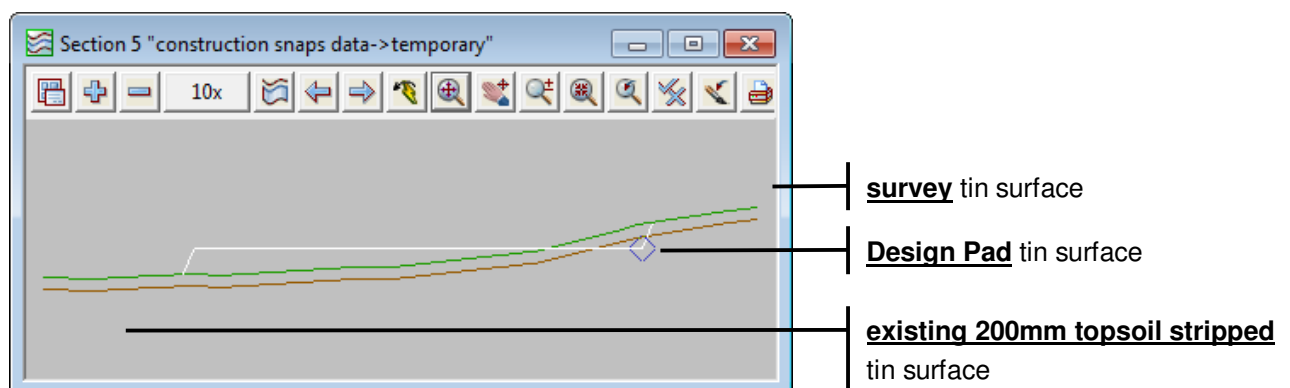 Section 5 "construction snaps data->temporary"
10x
survey tin surface
Design Pad tin surface
existing 200mm topsoil stripped
tin surface